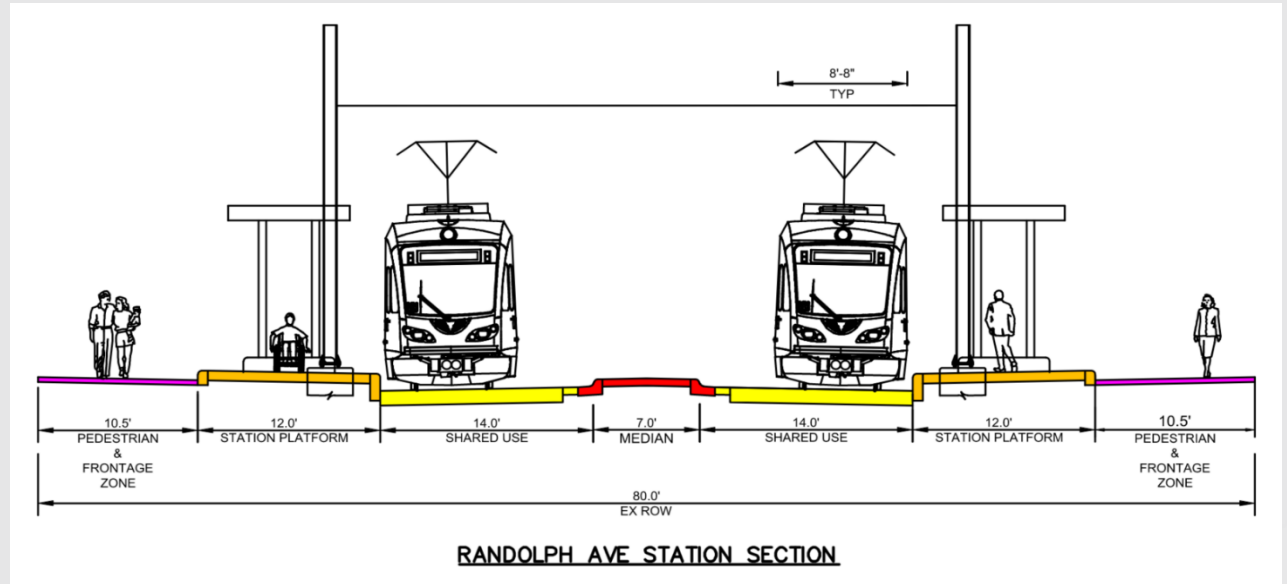 8'-8"
TYP
10.5'
PEDESTRIAN
&
FRONTAGE
ZONE
12.0'
STATION PLATFORM
14.0'
SHARED USE
7.0'
MEDIAN
14.0'
SHARED USE
12.0'
STATION PLATFORM
10.5'
PEDESTRIAN
&
FRONTAGE
ZONE
80.0'
EX ROW
RANDOLPH AVE STATION SECTION